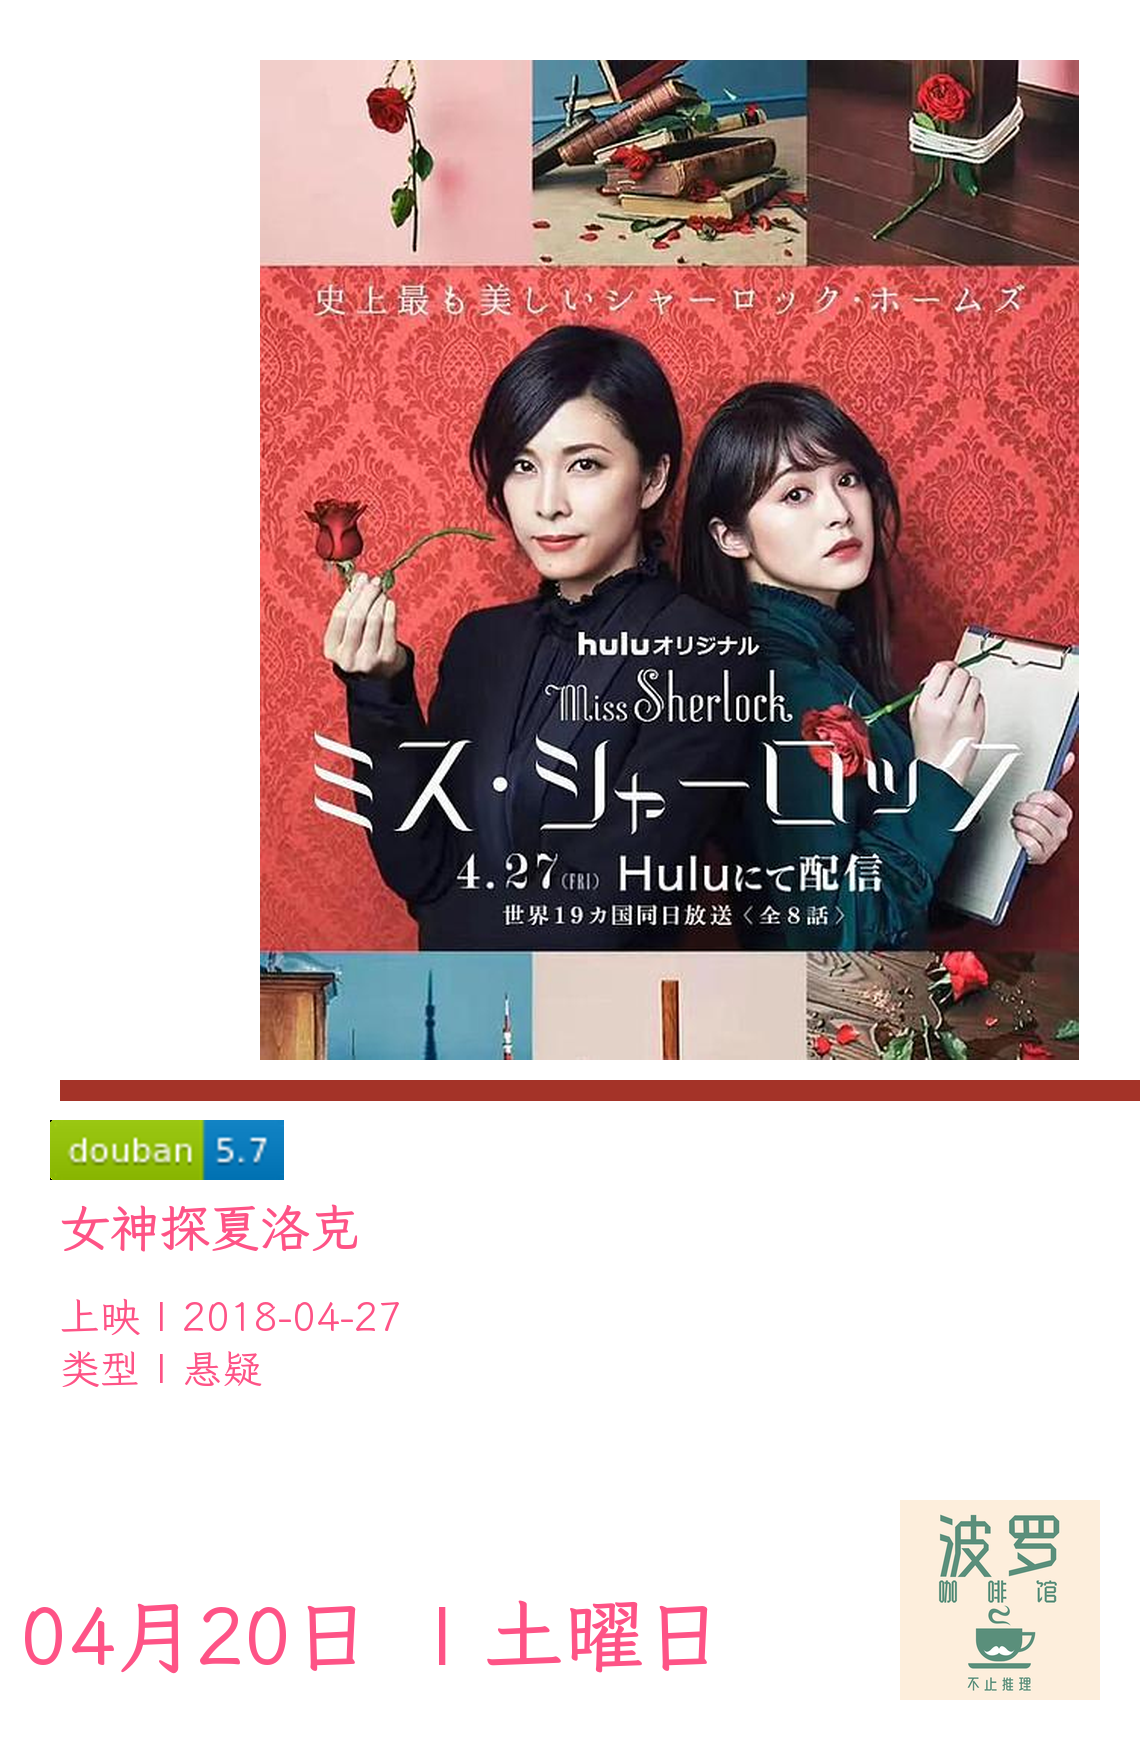 史上最も美しいシャーロック・ホームズ
huluオリジナル
Miss Sherlock
ミス・シャーロック
4.27(FRI) Huluにて配信
世界19カ国同日放送〈全8話〉
douban 5.7
女神探夏洛克
上映 | 2018-04-27
类型 | 悬疑
04月20日 | 土曜日
波罗
咖啡馆
不止推理